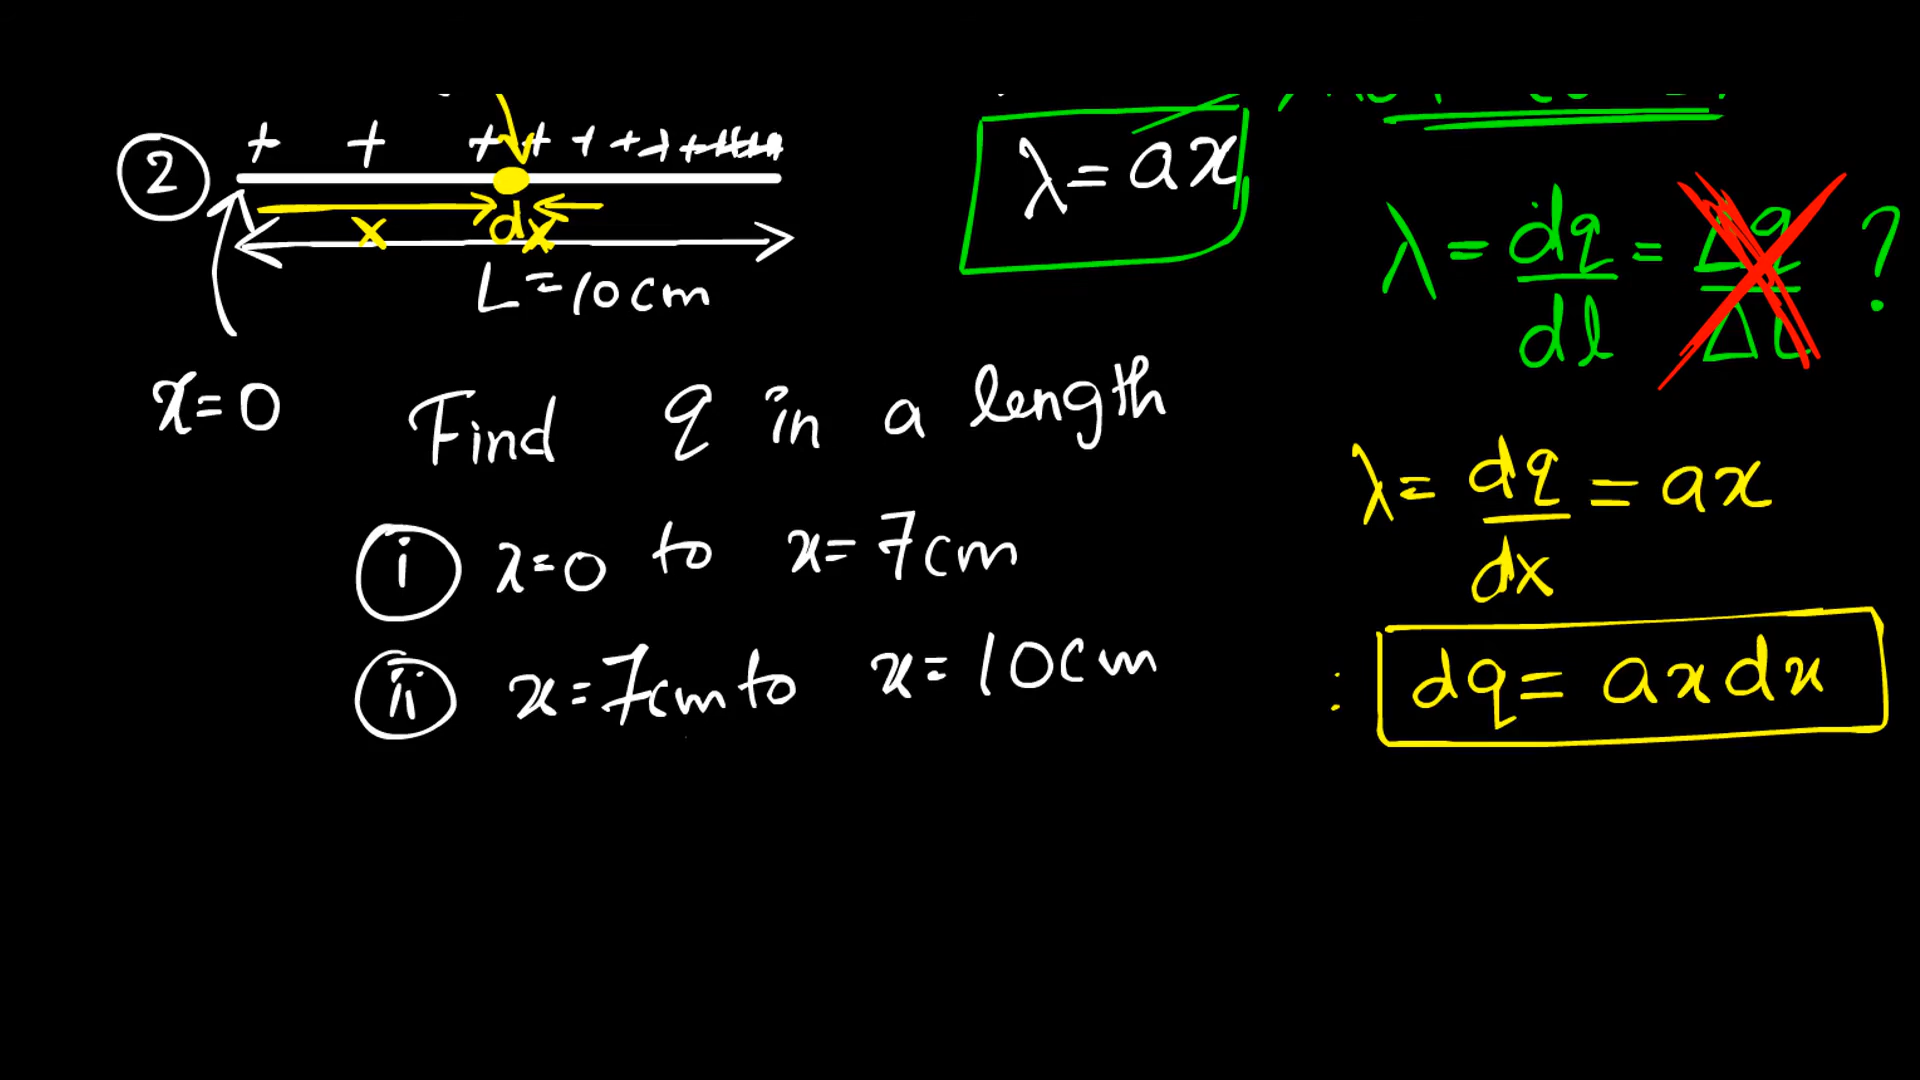 ② + + + + + + + + + + +
x dx
L=10cm
x=0
λ=ax
λ = dq/dl = Δq/Δl ?
Find q in a length
ⓘ x=0 to x=7cm
ⓘⓘ x=7cm to x=10cm
λ= dq/dx = ax
: dq= axdx